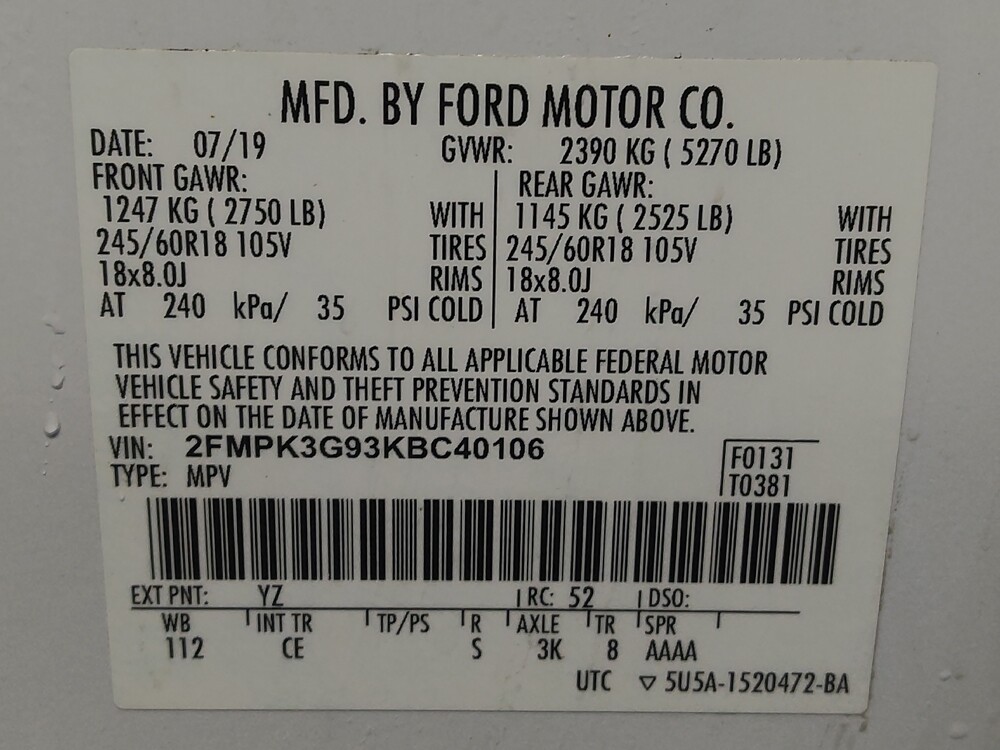 MFD. BY FORD MOTOR CO.
DATE: 07/19 GVWR: 2390 KG ( 5270 LB)
FRONT GAWR: REAR GAWR:
1247 KG ( 2750 LB) WITH 1145 KG ( 2525 LB) WITH
245/60R18 105V TIRES 245/60R18 105V TIRES
18x8.0J RIMS 18x8.0J RIMS
AT 240 kPa/ 35 PSI COLD AT 240 kPa/ 35 PSI COLD
THIS VEHICLE CONFORMS TO ALL APPLICABLE FEDERAL MOTOR
VEHICLE SAFETY AND THEFT PREVENTION STANDARDS IN
EFFECT ON THE DATE OF MANUFACTURE SHOWN ABOVE.
VIN: 2FMPK3G93KBC40106 F0131
TYPE: MPV T0381
EXT PNT: YZ RC: 52 DSO:
WB INT TR TP/PS R AXLE TR SPR
112 CE S 3K 8 AAAA
UTC ▽ 5U5A-1520472-BA